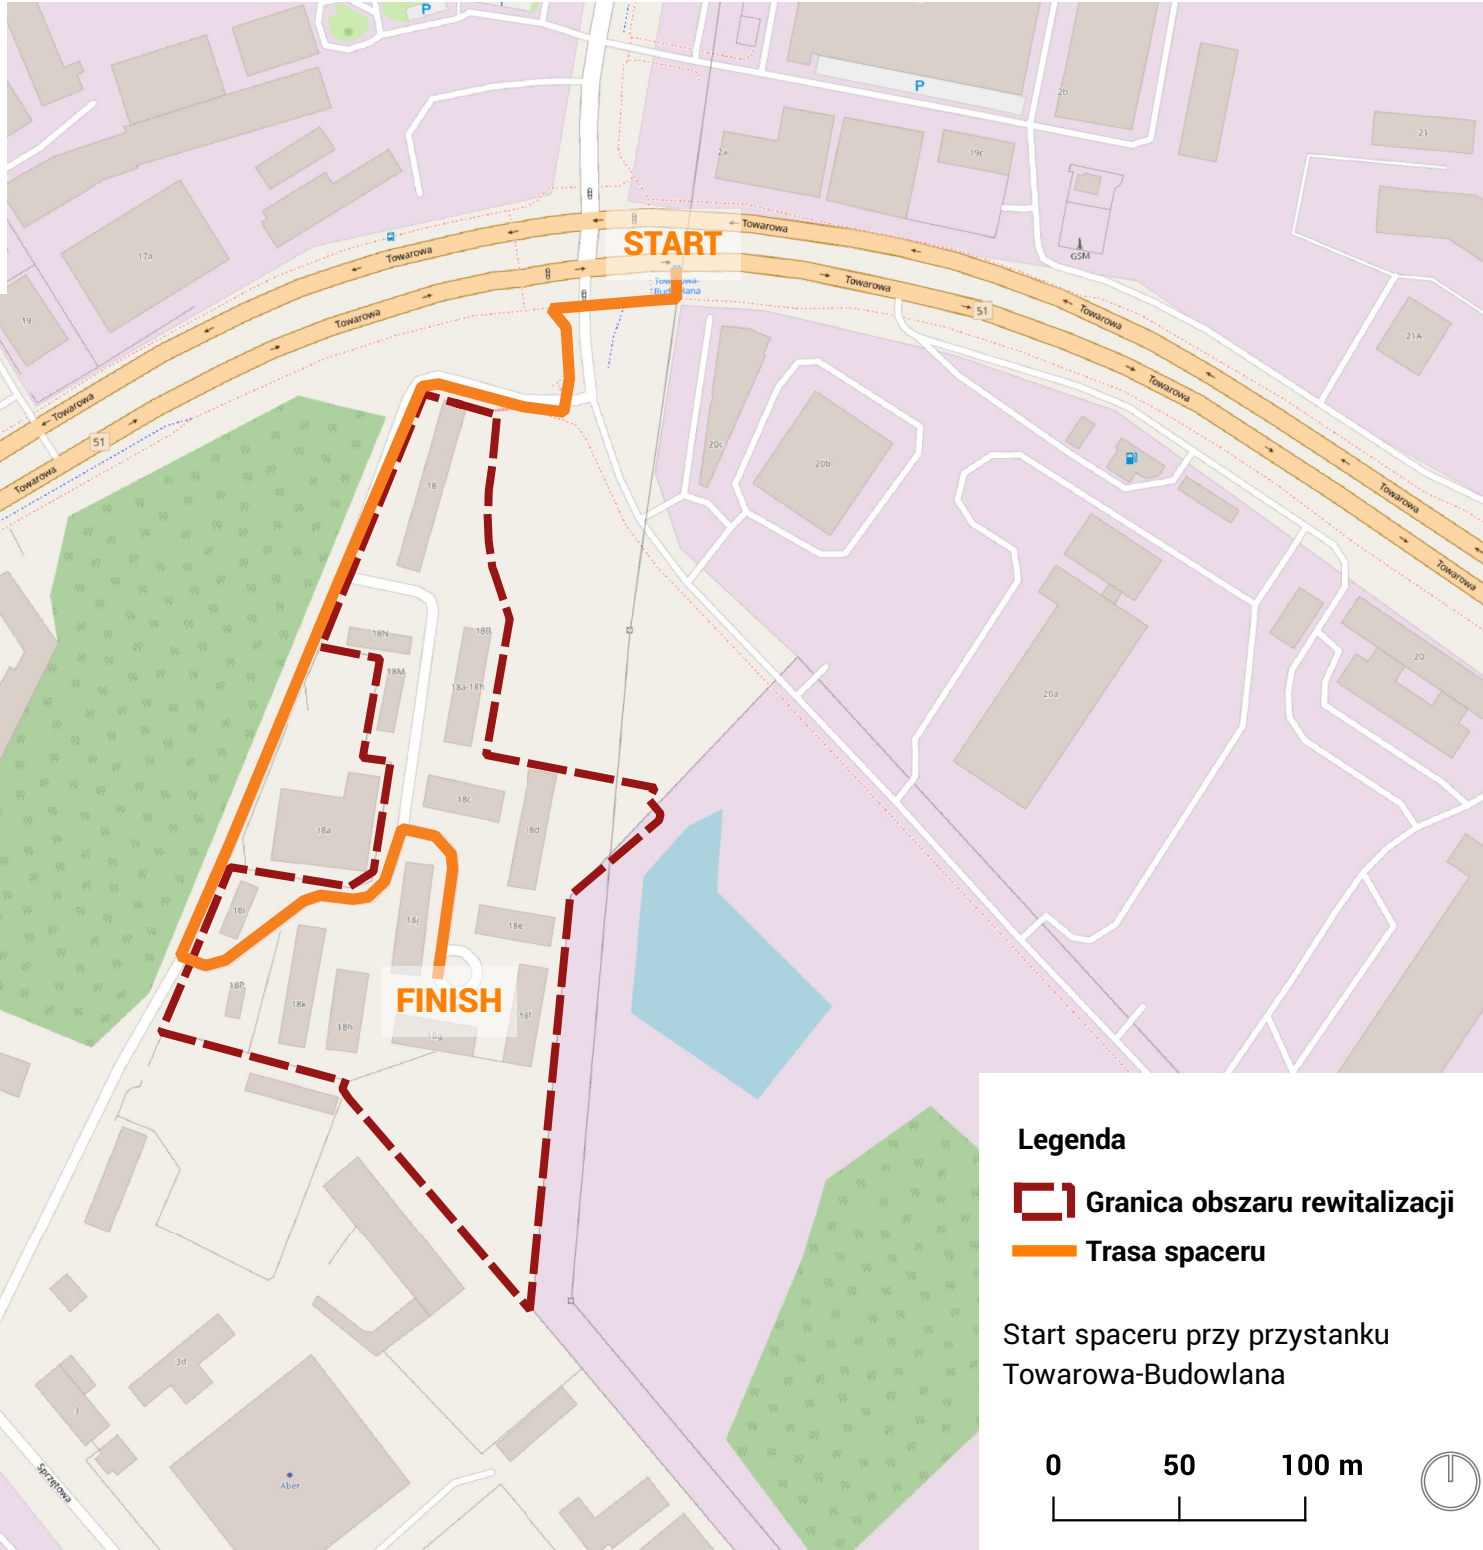 P
P
2b
21
2a
19c
17a
GSM
Towarowa
Towarowa
START
Towarowa-
Budowlana
Towarowa
Towarowa
51
Towarowa
21A
19
Towarowa
Towarowa
51
Towarowa
Towarowa
Towarowa
20c
20b
18
18N
18B
18M
18a-18h
20
20a
18c
18a
18d
18l
18j
18e
18P
18k
18h
FINISH
18f
18g
Legenda
Granica obszaru rewitalizacji
Trasa spaceru
Start spaceru przy przystanku
Towarowa-Budowlana
0 50 100 m
3d
3
Aber
Sprzętowa